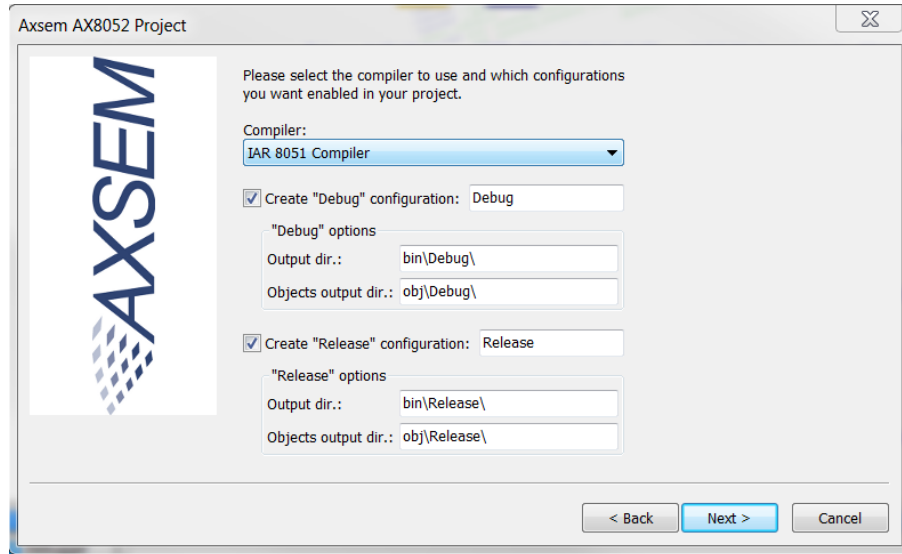 Axsem AX8052 Project
AXSEM
Please select the compiler to use and which configurations
you want enabled in your project.
Compiler:
IAR 8051 Compiler
Create "Debug" configuration: Debug
"Debug" options
Output dir.: bin\Debug\
Objects output dir.: obj\Debug\
Create "Release" configuration: Release
"Release" options
Output dir.: bin\Release\
Objects output dir.: obj\Release\
< Back Next > Cancel